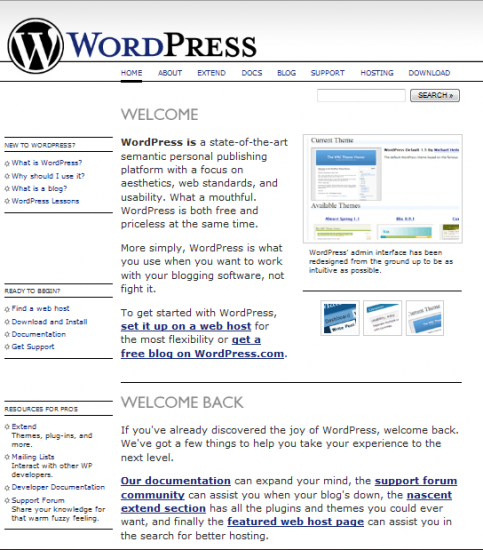 WORDPRESS
HOME ABOUT EXTEND DOCS BLOG SUPPORT HOSTING DOWNLOAD
SEARCH »
NEW TO WORDPRESS?
What is WordPress?
Why should I use it?
What is a blog?
WordPress Lessons
READY TO BEGIN?
Find a web host
Download and Install
Documentation
Get Support
RESOURCES FOR PROS
Extend
Themes, plug-ins, and
more.
Mailing Lists
Interact with other WP
developers.
Developer Documentation
Support Forum
Share your knowledge for
that warm fuzzy feeling.
WELCOME
WordPress is a state-of-the-art
semantic personal publishing
platform with a focus on
aesthetics, web standards, and
usability. What a mouthful.
WordPress is both free and
priceless at the same time.
More simply, WordPress is what
you use when you want to
work with your blogging software, not
fight it.
To get started with WordPress,
set it up on a web host for
the most flexibility or get a
free blog on WordPress.com.
Current Theme
WordPress Default 1.5 by Michael
The default WordPress theme based on the famous
Available Themes
WordPress' admin interface has been
redesigned from the ground up to be as
intuitive as possible.
Write Post
Current Theme
WELCOME BACK
If you've already discovered the joy of WordPress, welcome back.
We've got a few things to help you take your experience to the
next level.
Our documentation can expand your mind, the support forum
community can assist you when your blog's down, the nascent
extend section has all the plugins and themes you could ever
want, and finally the featured web host page can assist you in
the search for better hosting.